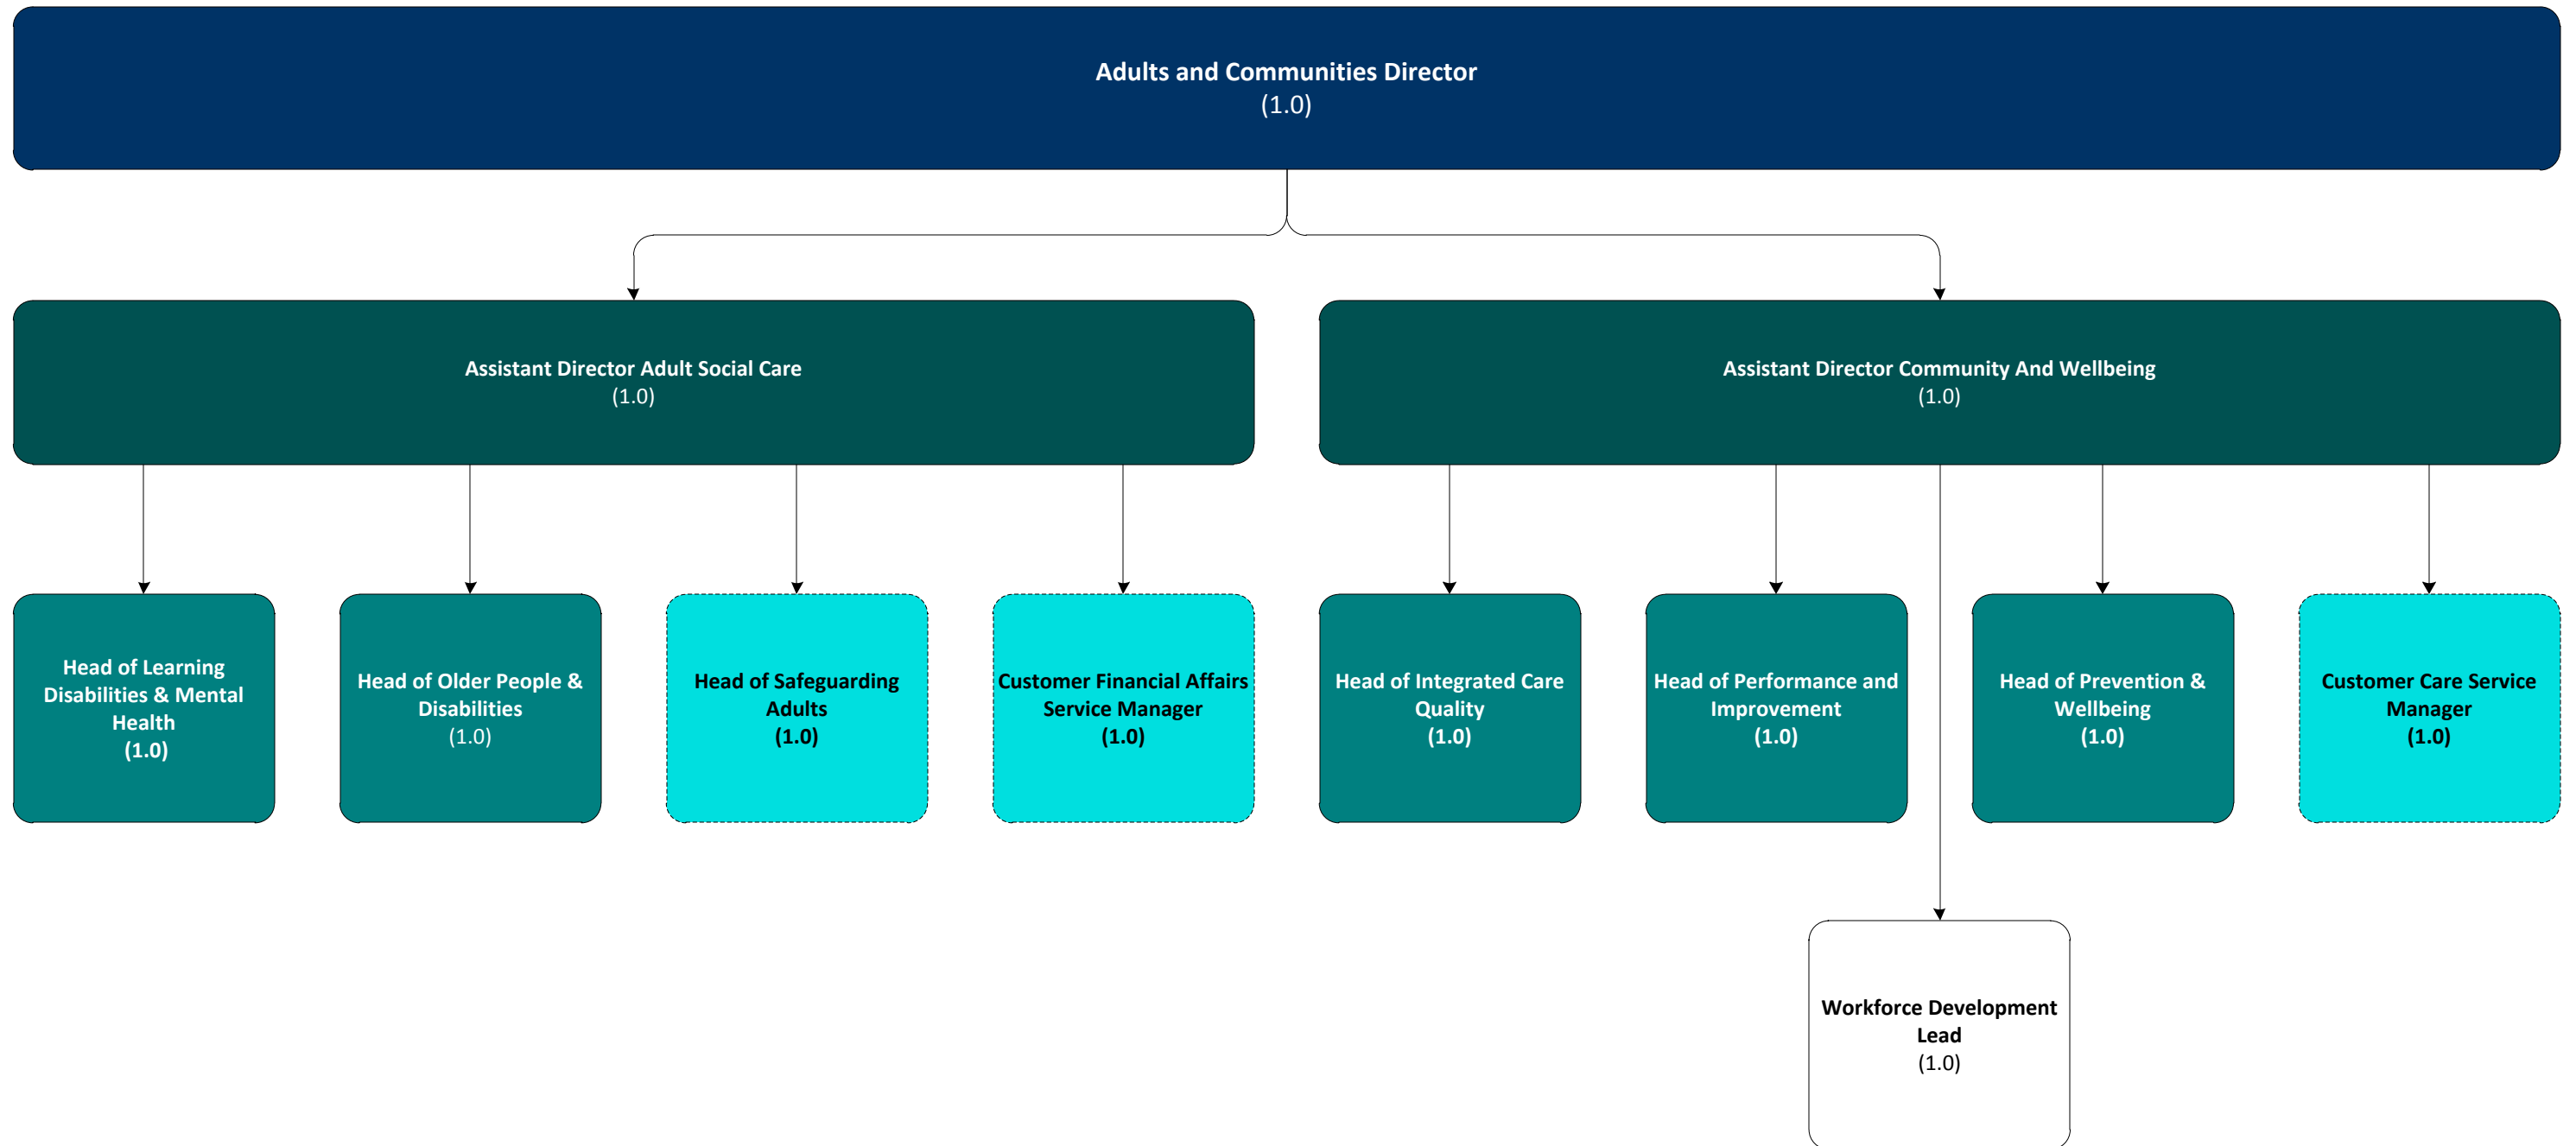 Adults and Communities Director
(1.0)
Assistant Director Adult Social Care
(1.0)
Assistant Director Community And Wellbeing
(1.0)
Head of Learning
Disabilities & Mental
Health
(1.0)
Head of Older People &
Disabilities
(1.0)
Head of Safeguarding
Adults
(1.0)
Customer Financial Affairs
Service Manager
(1.0)
Head of Integrated Care
Quality
(1.0)
Head of Performance and
Improvement
(1.0)
Head of Prevention &
Wellbeing
(1.0)
Customer Care Service
Manager
(1.0)
Workforce Development
Lead
(1.0)